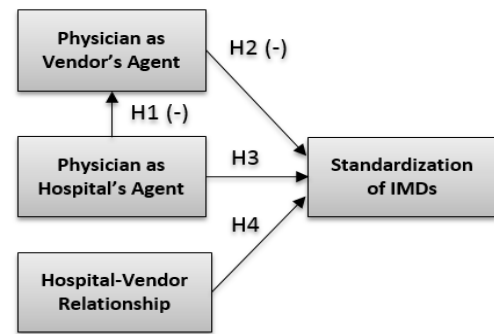 Physician as
Vendor's Agent
H2 (-)
H1 (-)
Physician as
Hospital's Agent
H3
Standardization
of IMDs
H4
Hospital-Vendor
Relationship